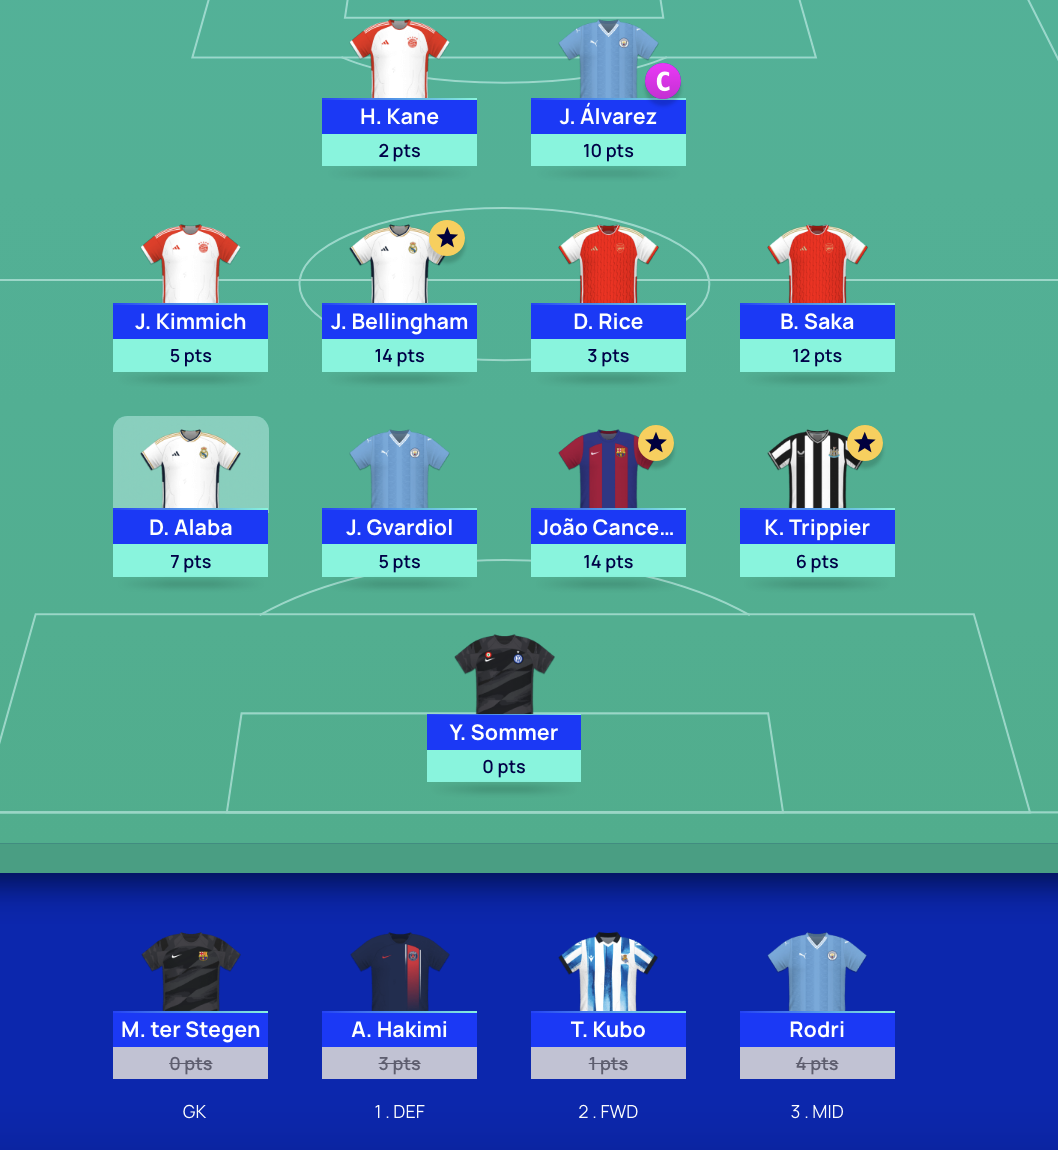 C
H. Kane
J. Álvarez
2 pts
10 pts
J. Kimmich
J. Bellingham
D. Rice
B. Saka
5 pts
14 pts
3 pts
12 pts
D. Alaba
J. Gvardiol
João Cance...
K. Trippier
7 pts
5 pts
14 pts
6 pts
Y. Sommer
0 pts
M. ter Stegen
A. Hakimi
T. Kubo
Rodri
0 pts
3 pts
1 pts
4 pts
GK
1 . DEF
2 . FWD
3 . MID